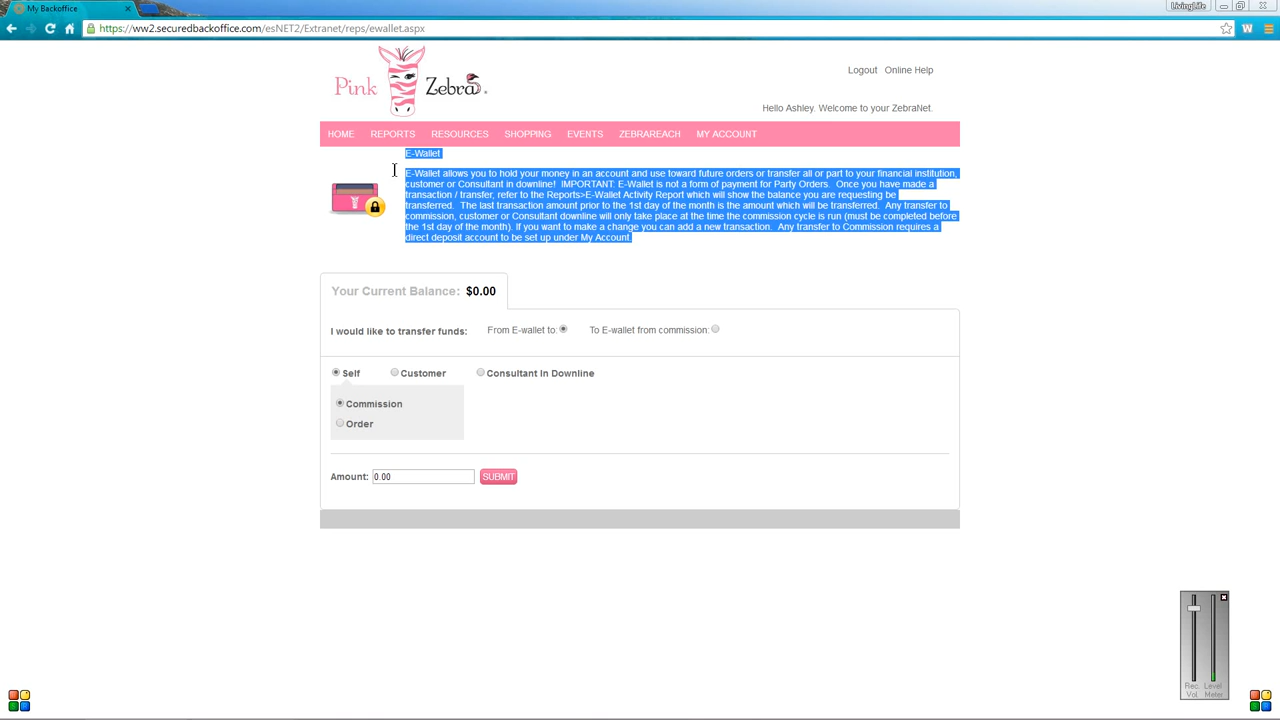 My Backoffice
LivingLife
https://ww2.securedbackoffice.com/esNET2/Extranet/reps/ewallet.aspx
Pink Zebra
Logout Online Help
Hello Ashley. Welcome to your ZebraNet.
HOME REPORTS RESOURCES SHOPPING EVENTS ZEBRAREACH MY ACCOUNT
E-Wallet
E-Wallet allows you to hold your money in an account and use toward future orders or transfer all or part to your financial institution,
customer or Consultant in downline! IMPORTANT: E-Wallet is not a form of payment for Party Orders. Once you have made a
transaction / transfer, refer to the Reports>E-Wallet Activity Report which will show the balance you are requesting be
transferred. The last transaction amount prior to the 1st day of the month is the amount which will be transferred. Any transfer to
commission, customer or Consultant downline will only take place at the time the commission cycle is run (must be completed before
the 1st day of the month). If you want to make a change you can add a new transaction. Any transfer to Commission requires a
direct deposit account to be set up under My Account.
Your Current Balance: $0.00
I would like to transfer funds: From E-wallet to: To E-wallet from commission:
Self Customer Consultant In Downline
Commission
Order
Amount: 0.00 SUBMIT
Rec. Level
Vol Meter